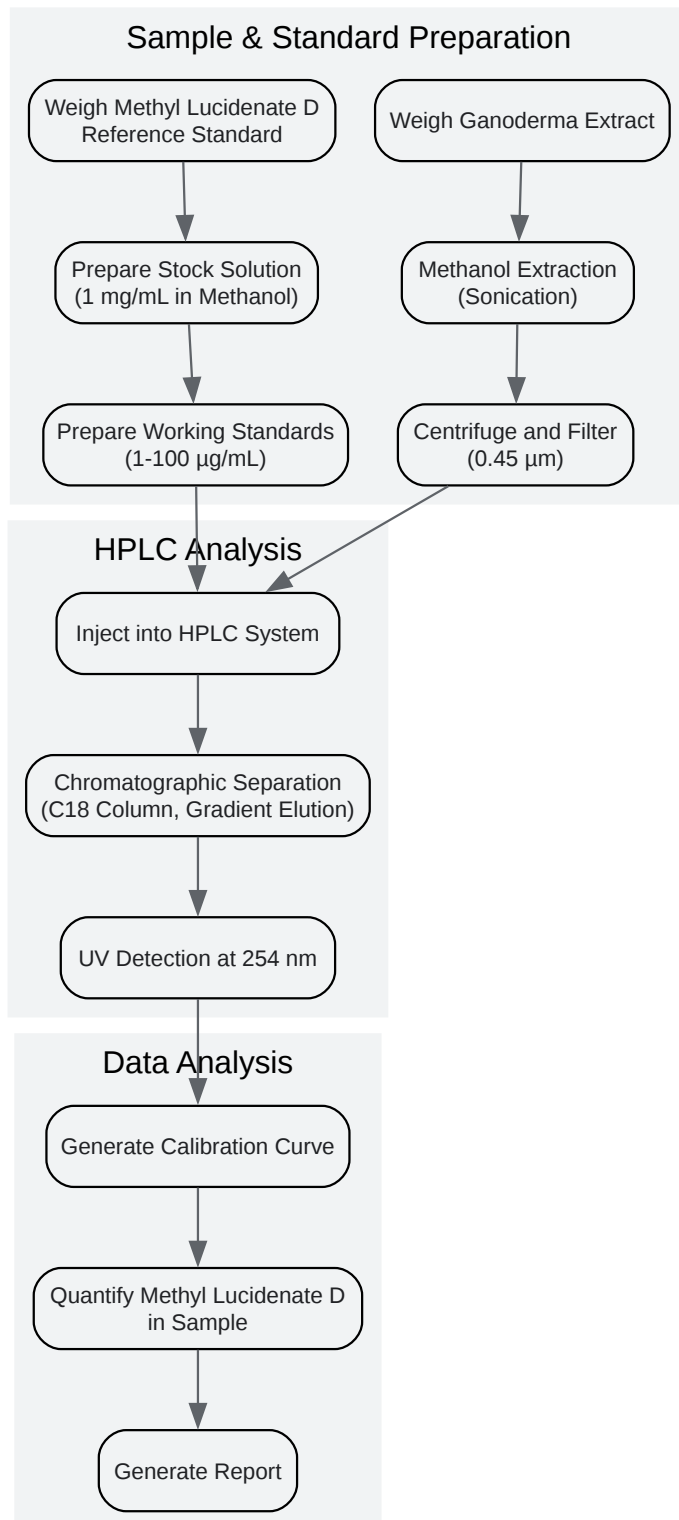 Sample & Standard Preparation
Weigh Methyl Lucidenate D
Reference Standard
Weigh Ganoderma Extract
Prepare Stock Solution
(1 mg/mL in Methanol)
Methanol Extraction
(Sonication)
Prepare Working Standards
(1-100 µg/mL)
Centrifuge and Filter
(0.45 µm)
HPLC Analysis
Inject into HPLC System
Chromatographic Separation
(C18 Column, Gradient Elution)
UV Detection at 254 nm
Data Analysis
Generate Calibration Curve
Quantify Methyl Lucidenate D
in Sample
Generate Report